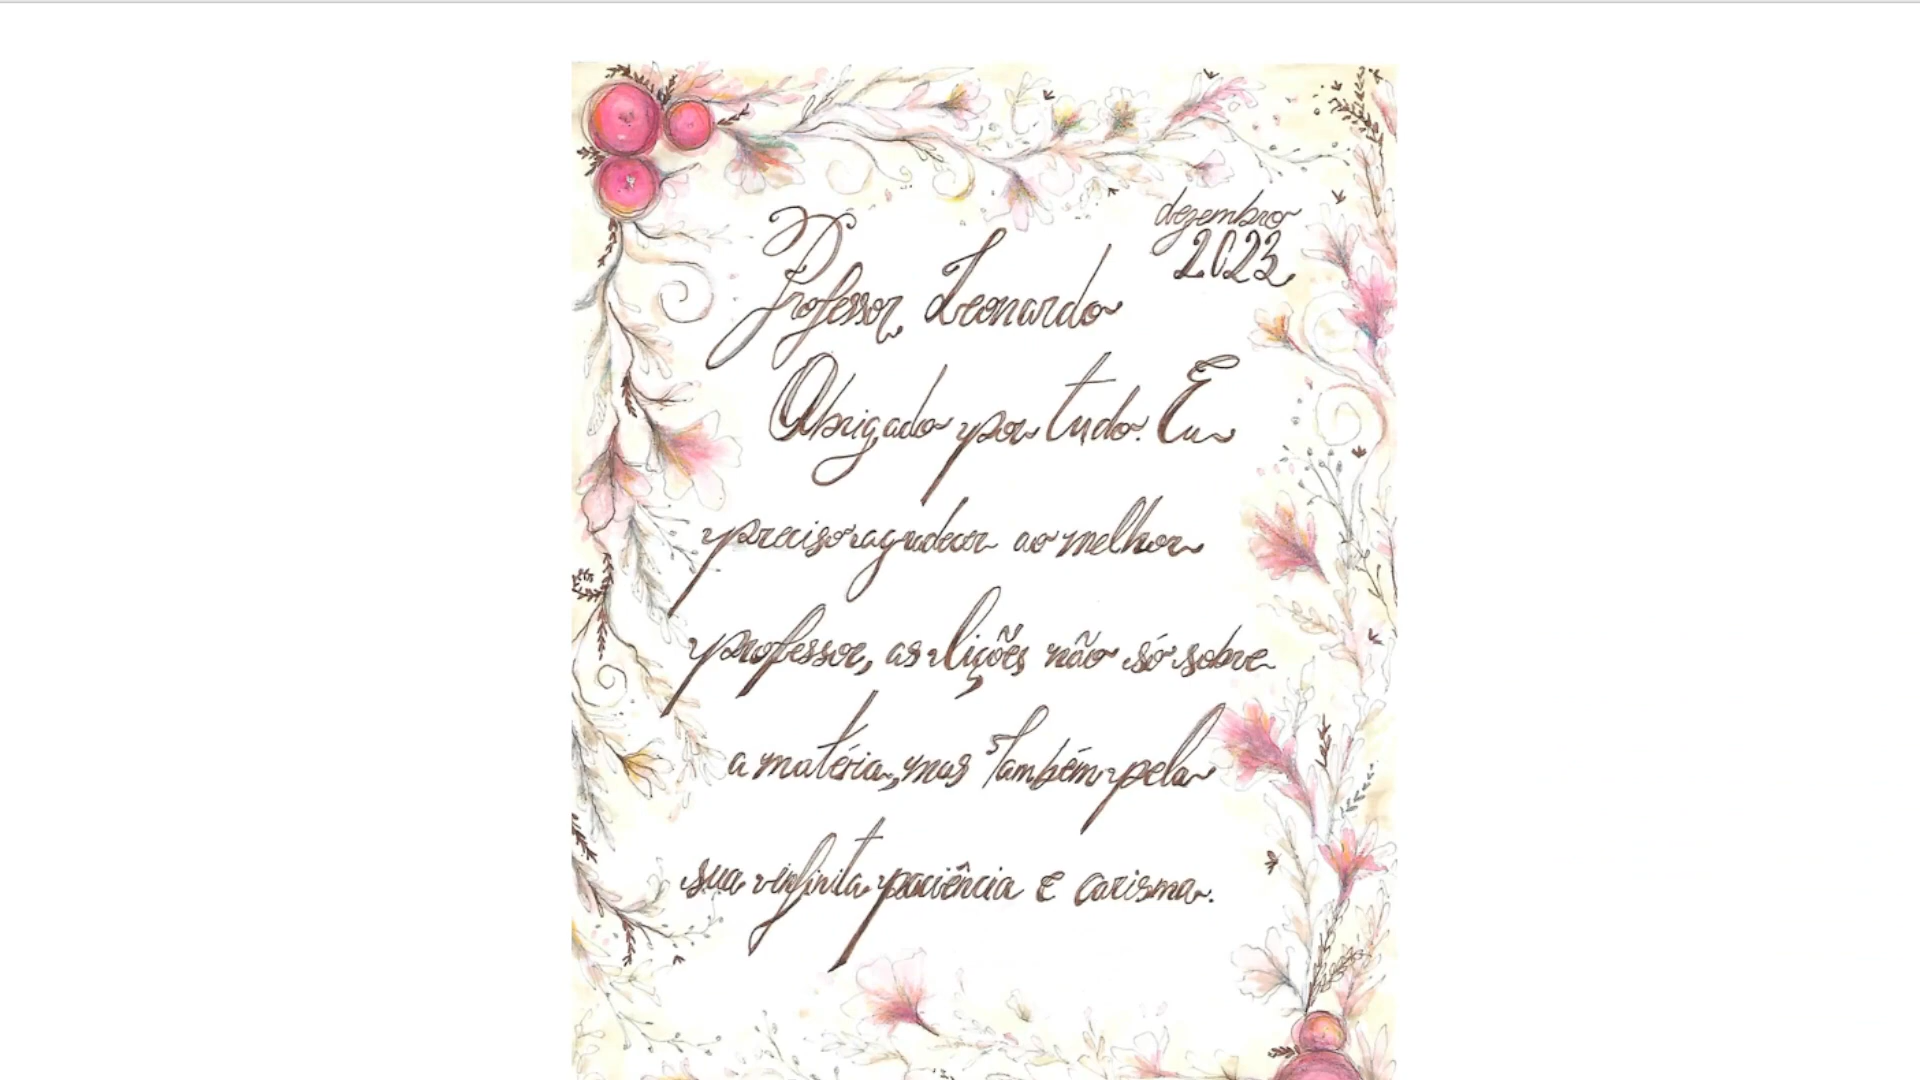 dezembro
2023
Professor Leonardo
Obrigado por tudo. Eu
preciso agradecer ao melhor
professor, as lições não só sobre
a matéria, mas também pela
sua infinita paciência e carisma.